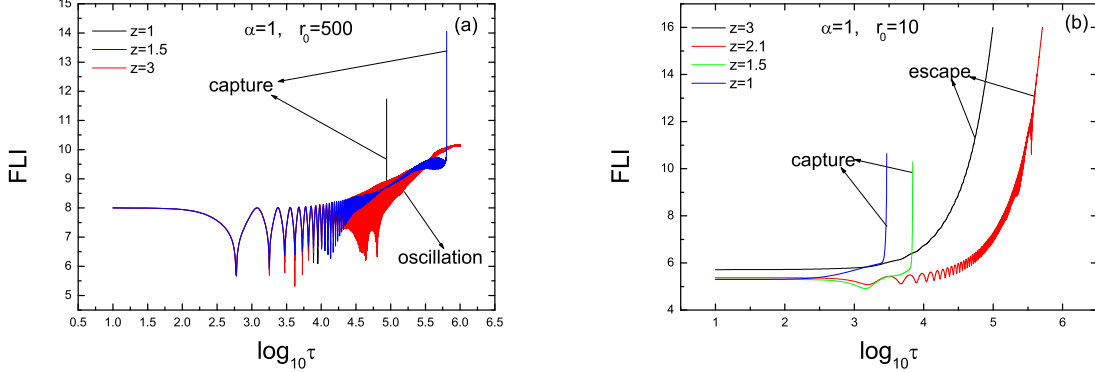 (a)
α=1, r₀=500
z=1
z=1.5
z=3
capture
oscillation
FLI
15
14
13
12
11
10
9
8
7
6
5
0.5 1.0 1.5 2.0 2.5 3.0 3.5 4.0 4.5 5.0 5.5 6.0 6.5
log₁₀τ
(b)
α=1, r₀=10
z=3
z=2.1
z=1.5
z=1
escape
capture
FLI
16
14
12
10
8
6
4
1 2 3 4 5 6
log₁₀τ